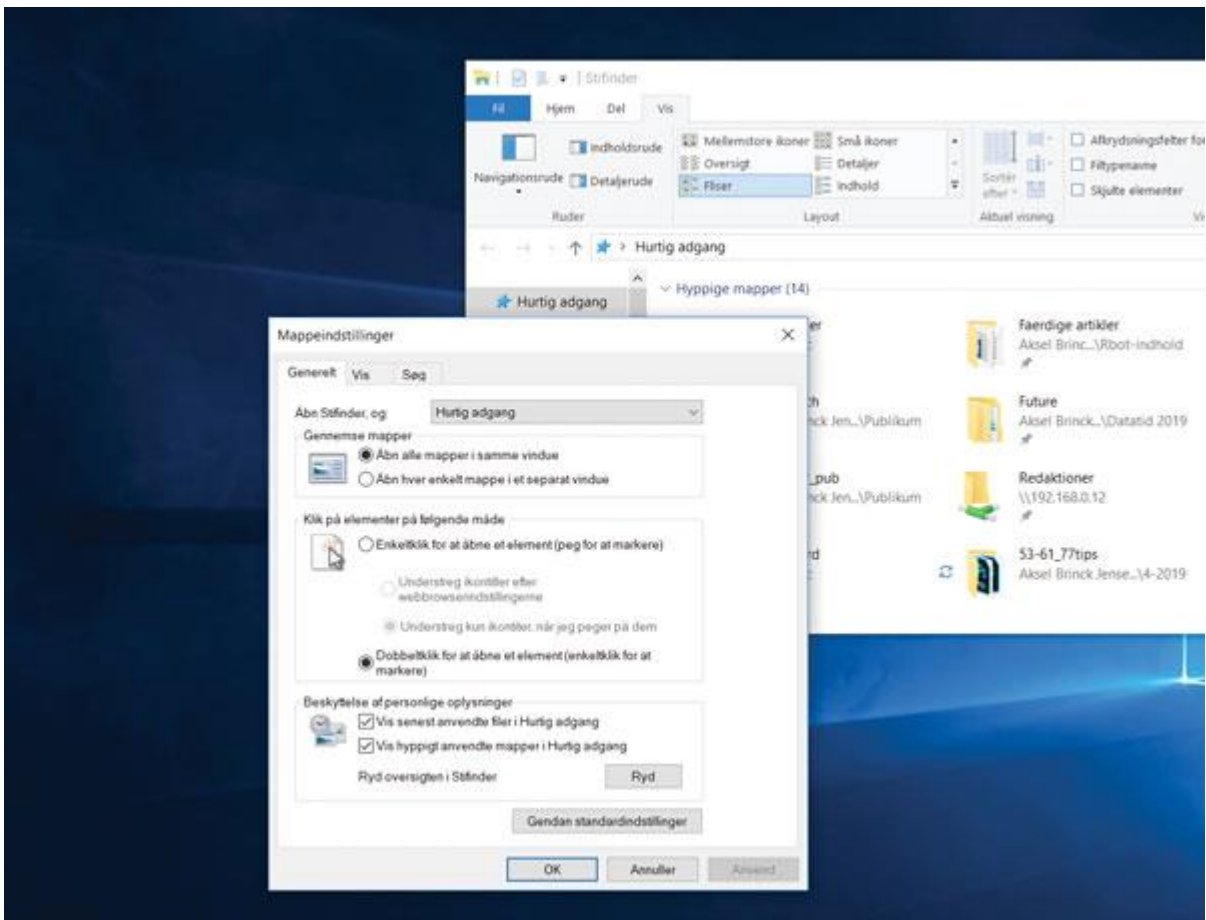 Stifinder
Fil Hjem Del Vis
Mellemstore ikoner Små ikoner
Indholdsrude
Oversigt Detaljer
Afkrydsningsfelter for
Filtypenavne
Navigationsrude Detaljerude
Fliser Indhold
Sortér efter
Skjulte elementer
Ruder Layout Aktuel visning
Hurtig adgang
Hurtig adgang
Hyppige mapper (14)
Færdige artikler
Aksel Brinc...\Rbot-indhold
Future
Aksel Brinck...\Datatid 2019
ck Jen...\Publikum
_pub
ck Jen...\Publikum
Redaktioner
\\192.168.0.12
53-61_77tips
Aksel Brinck Jense...\4-2019
Mappeindstillinger
Generelt Vis Søg
Åbn Stifinder, og: Hurtig adgang
Gennemse mapper
Åbn alle mapper i samme vindue
Åbn hver enkelt mappe i et separat vindue
Klik på elementer på følgende måde
Enkeltklik for at åbne et element (peg for at markere)
Understreg ikontitler efter
webbrowserindstillingerne
Understreg kun ikontitler, når jeg peger på dem
Dobbeltklik for at åbne et element (enkeltklik for at
markere)
Beskyttelse af personlige oplysninger
Vis senest anvendte filer i Hurtig adgang
Vis hyppigt anvendte mapper i Hurtig adgang
Ryd oversigten i Stifinder Ryd
Gendan standardindstillinger
OK Annuller Anvend